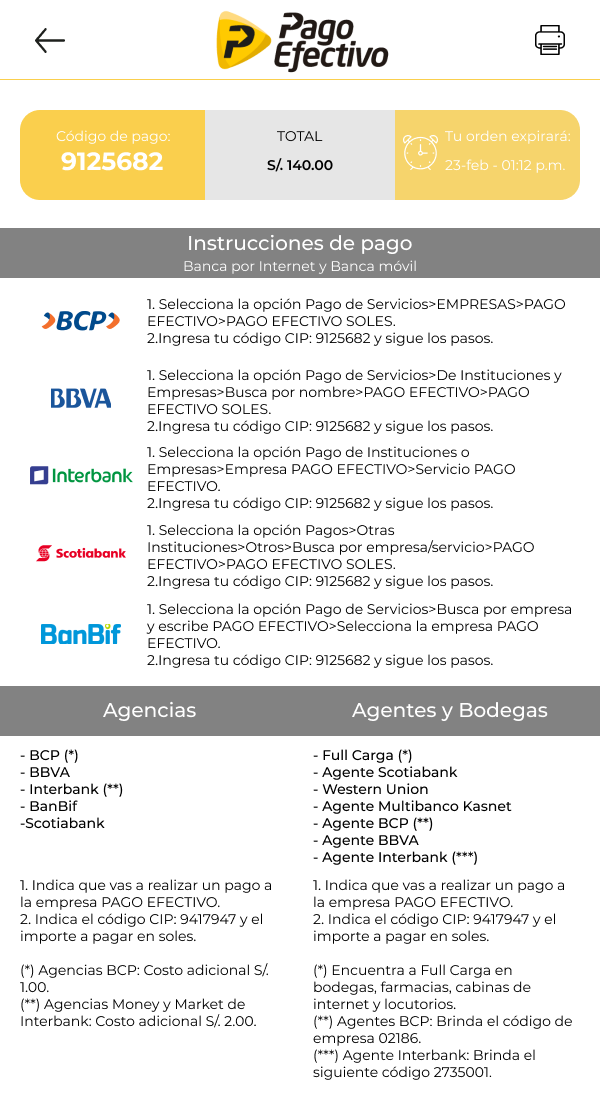 Pago
Efectivo
Código de pago:
9125682
TOTAL
S/. 140.00
Tu orden expirará:
23-feb - 01:12 p.m.
Instrucciones de pago
Banca por Internet y Banca móvil
BCP
1. Selecciona la opción Pago de Servicios>EMPRESAS>PAGO
EFECTIVO>PAGO EFECTIVO SOLES.
2.Ingresa tu código CIP: 9125682 y sigue los pasos.
BBVA
1. Selecciona la opción Pago de Servicios>De Instituciones y
Empresas>Busca por nombre>PAGO EFECTIVO>PAGO
EFECTIVO SOLES.
2.Ingresa tu código CIP: 9125682 y sigue los pasos.
Interbank
1. Selecciona la opción Pago de Instituciones o
Empresas>Empresa PAGO EFECTIVO>Servicio PAGO
EFECTIVO.
2.Ingresa tu código CIP: 9125682 y sigue los pasos.
Scotiabank
1. Selecciona la opción Pagos>Otras
Instituciones>Otros>Busca por empresa/servicio>PAGO
EFECTIVO>PAGO EFECTIVO SOLES.
2.Ingresa tu código CIP: 9125682 y sigue los pasos.
BanBif
1. Selecciona la opción Pago de Servicios>Busca por empresa
y escribe PAGO EFECTIVO>Selecciona la empresa PAGO
EFECTIVO.
2.Ingresa tu código CIP: 9125682 y sigue los pasos.
Agencias
- BCP (*)
- BBVA
- Interbank (**)
- BanBif
-Scotiabank
1. Indica que vas a realizar un pago a
la empresa PAGO EFECTIVO.
2. Indica el código CIP: 9417947 y el
importe a pagar en soles.
(*) Agencias BCP: Costo adicional S/.
1.00.
(**) Agencias Money y Market de
Interbank: Costo adicional S/. 2.00.
Agentes y Bodegas
- Full Carga (*)
- Agente Scotiabank
- Western Union
- Agente Multibanco Kasnet
- Agente BCP (**)
- Agente BBVA
- Agente Interbank (***)
1. Indica que vas a realizar un pago a
la empresa PAGO EFECTIVO.
2. Indica el código CIP: 9417947 y el
importe a pagar en soles.
(*) Encuentra a Full Carga en
bodegas, farmacias, cabinas de
internet y locutorios.
(**) Agentes BCP: Brinda el código de
empresa 02186.
(***) Agente Interbank: Brinda el
siguiente código 2735001.